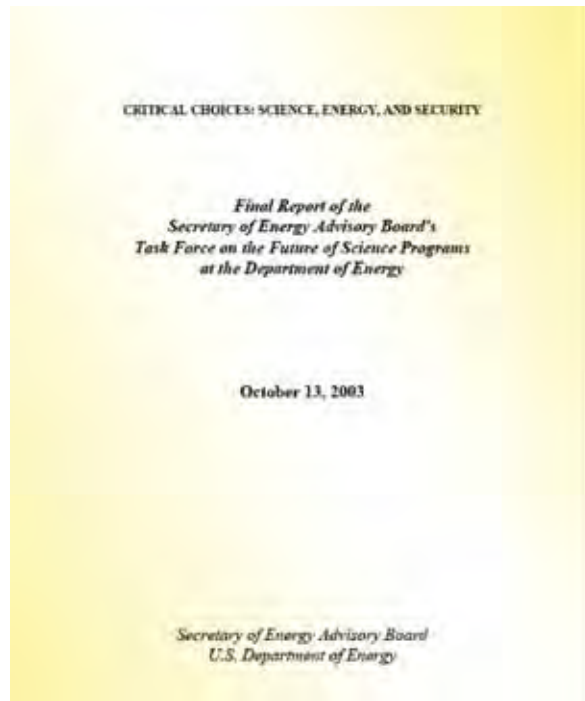 CRITICAL CHOICES: SCIENCE, ENERGY, AND SECURITY
Final Report of the
Secretary of Energy Advisory Board's
Task Force on the Future of Science Programs
at the Department of Energy
October 13, 2003
Secretary of Energy Advisory Board
U.S. Department of Energy